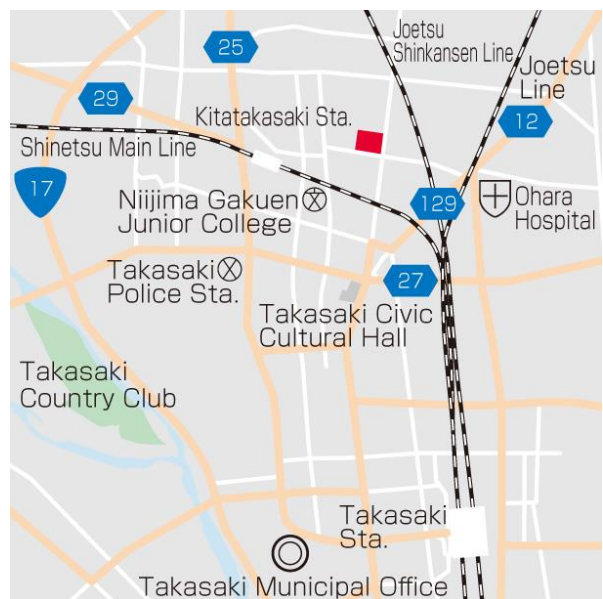 Joetsu
Shinkansen Line
25
Joetsu
Line
29
Kitatakasaki Sta.
12
Shinetsu Main Line
17
Niijima Gakuen
Junior College
129
Ohara
Hospital
Takasaki
Police Sta.
27
Takasaki Civic
Cultural Hall
Takasaki
Country Club
Takasaki
Sta.
Takasaki Municipal Office